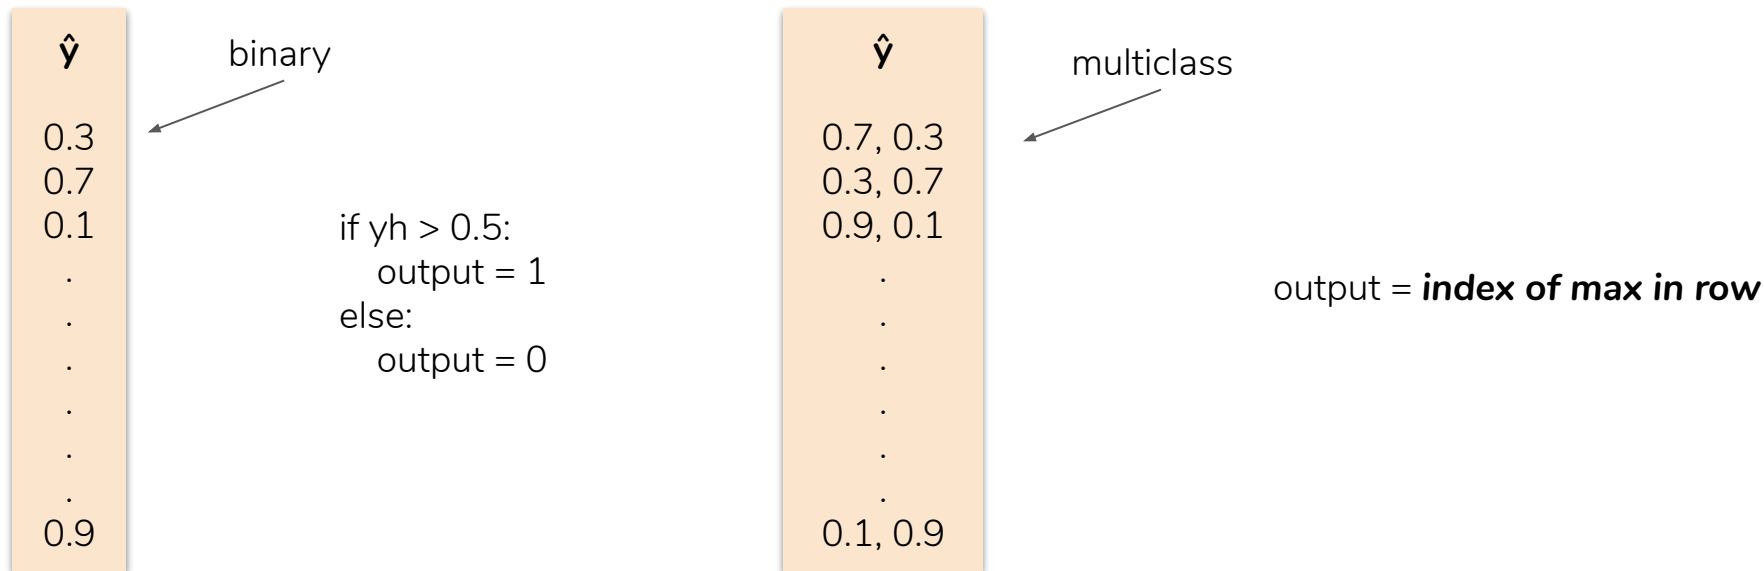 ŷ
binary
0.3
0.7
0.1
.
.
.
.
.
.
0.9
if yh > 0.5:
output = 1
else:
output = 0
ŷ
multiclass
0.7, 0.3
0.3, 0.7
0.9, 0.1
.
.
.
.
.
.
0.1, 0.9
output = index of max in row